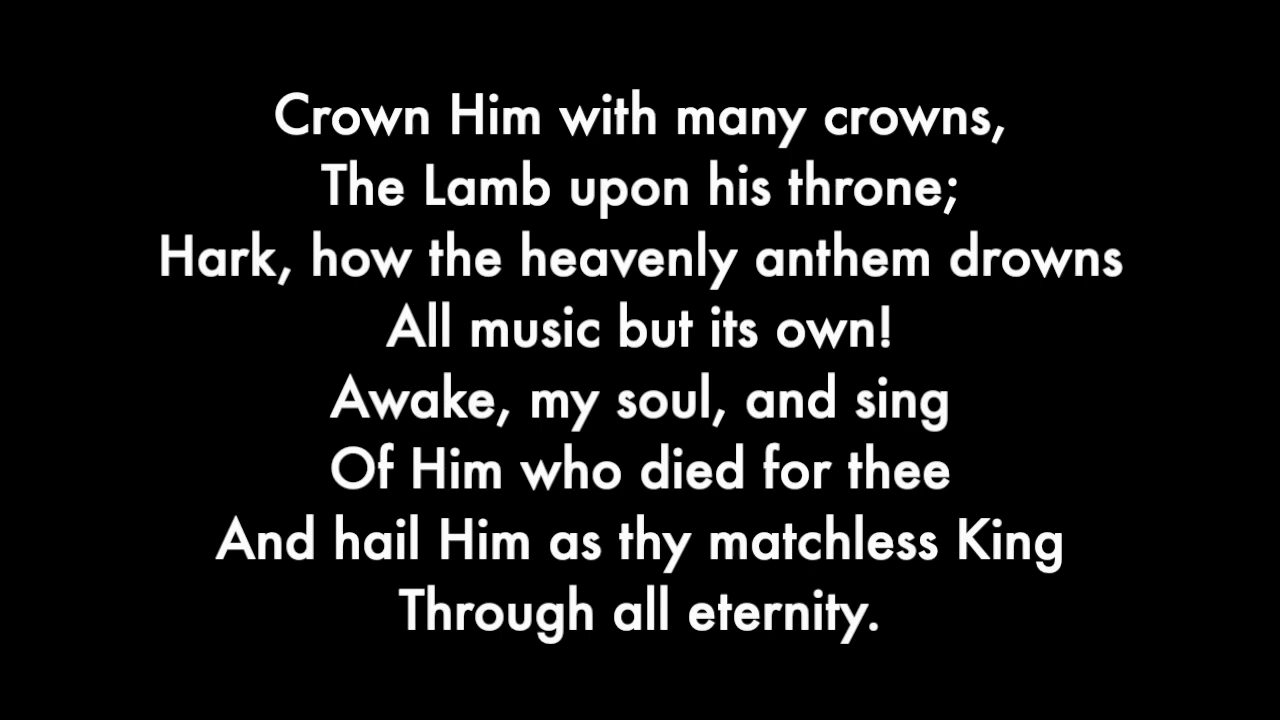 Crown Him with many crowns,
The Lamb upon his throne;
Hark, how the heavenly anthem drowns
All music but its own!
Awake, my soul, and sing
Of Him who died for thee
And hail Him as thy matchless King
Through all eternity.